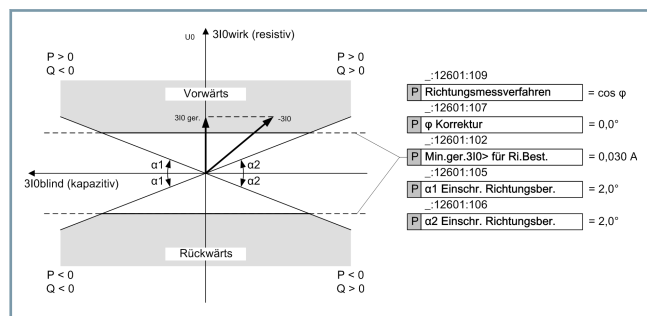 U0 3I0wirk (resistiv)
P > 0
Q < 0
P > 0
Q > 0
Vorwärts
3I0 ger.
-3I0
α1
α1
α2
α2
3I0blind (kapazitiv)
Rückwärts
P < 0
Q < 0
P < 0
Q > 0
_:12601:109
P Richtungsmessverfahren = cos φ
_:12601:107
P φ Korrektur = 0,0°
_:12601:102
P Min.ger.3I0> für Ri.Best. = 0,030 A
_:12601:105
P α1 Einschr. Richtungsber. = 2,0°
_:12601:106
P α2 Einschr. Richtungsber. = 2,0°